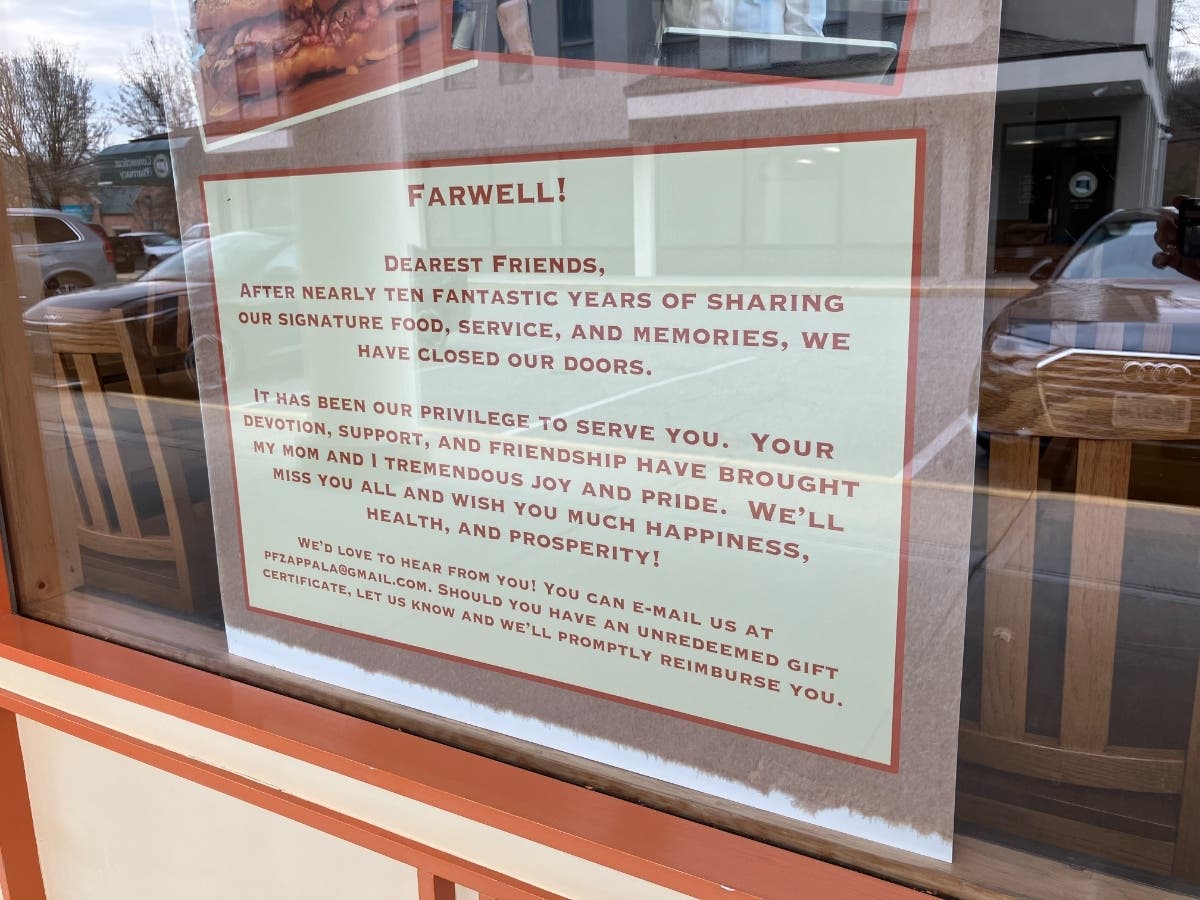 Connecticut
Pharmacy
FARWELL!
DEAREST FRIENDS,
AFTER NEARLY TEN FANTASTIC YEARS OF SHARING
OUR SIGNATURE FOOD, SERVICE, AND MEMORIES, WE
HAVE CLOSED OUR DOORS.
IT HAS BEEN OUR PRIVILEGE TO SERVE YOU. YOUR
DEVOTION, SUPPORT, AND FRIENDSHIP HAVE BROUGHT
MY MOM AND I TREMENDOUS JOY AND PRIDE. WE'LL
MISS YOU ALL AND WISH YOU MUCH HAPPINESS,
HEALTH, AND PROSPERITY!
WE'D LOVE TO HEAR FROM YOU! YOU CAN E-MAIL US AT
PFZAPPALA@GMAIL.COM. SHOULD YOU HAVE AN UNREDEEMED GIFT
CERTIFICATE, LET US KNOW AND WE'LL PROMPTLY REIMBURSE YOU.